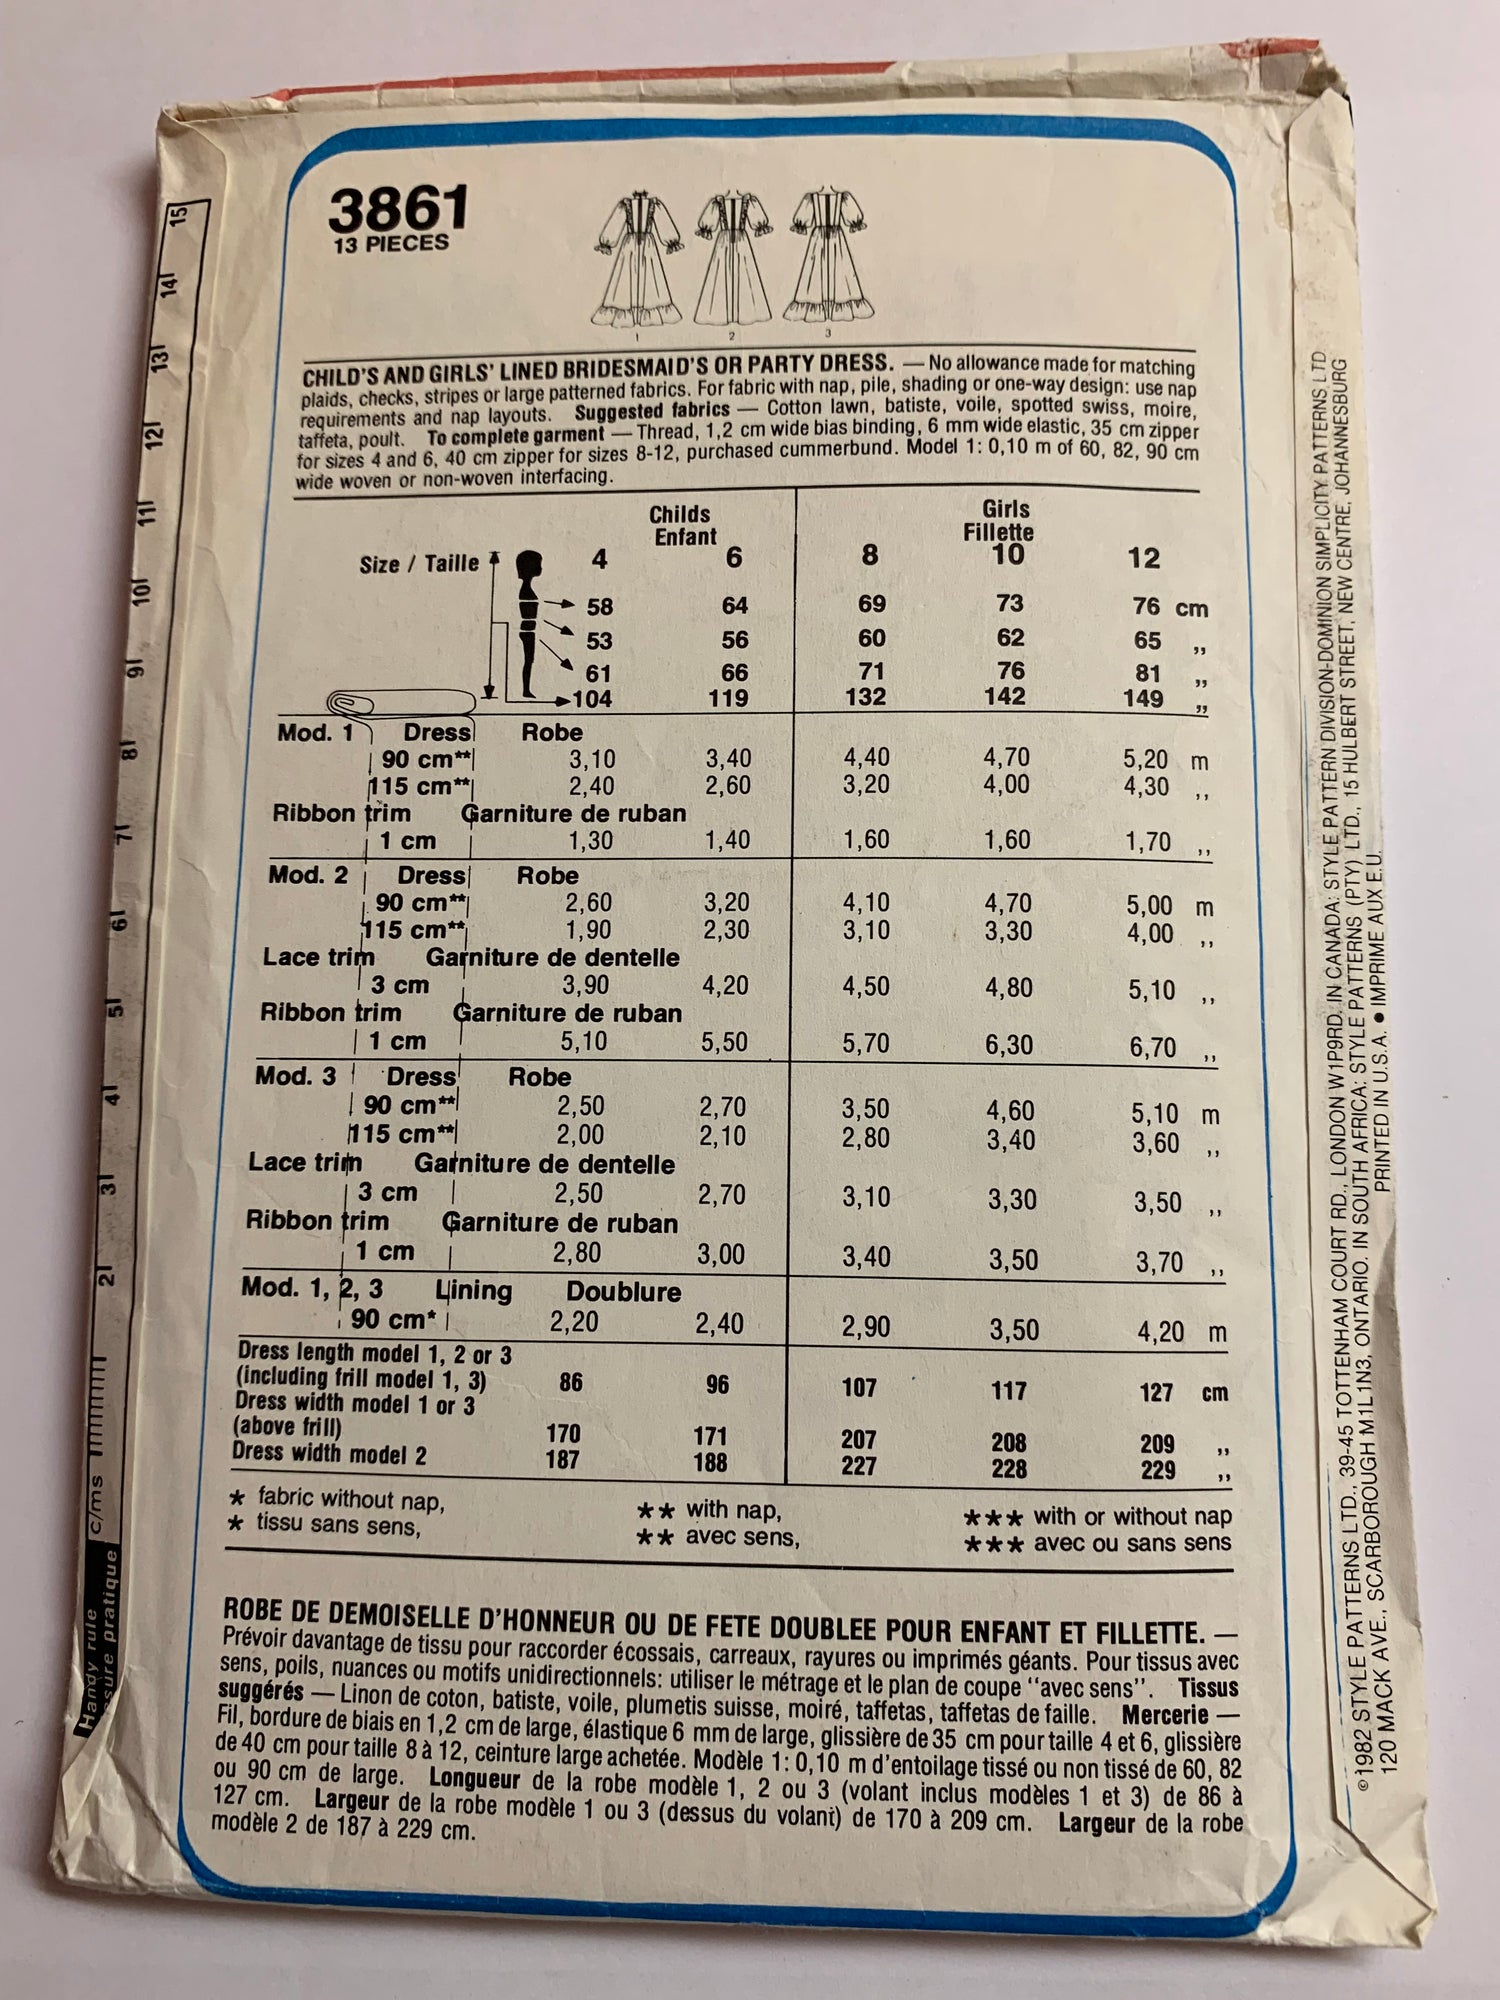 3861
13 PIECES
1 2 3
CHILD'S AND GIRLS' LINED BRIDESMAID'S OR PARTY DRESS. — No allowance made for matching
plaids, checks, stripes or large patterned fabrics. For fabric with nap, pile, shading or one-way design: use nap
requirements and nap layouts. Suggested fabrics — Cotton lawn, batiste, voile, spotted swiss, moire,
taffeta, poult. To complete garment — Thread, 1,2 cm wide bias binding, 6 mm wide elastic, 35 cm zipper
for sizes 4 and 6, 40 cm zipper for sizes 8-12, purchased cummerbund. Model 1: 0,10 m of 60, 82, 90 cm
wide woven or non-woven interfacing.
Childs Girls
Enfant Fillette
Size / Taille 4 6 8 10 12
58 64 69 73 76 cm
53 56 60 62 65 ,,
61 66 71 76 81 ,,
104 119 132 142 149 ,,
Mod. 1 Dress Robe
90 cm** 3,10 3,40 4,40 4,70 5,20 m
115 cm** 2,40 2,60 3,20 4,00 4,30 ,,
Ribbon trim Garniture de ruban
1 cm 1,30 1,40 1,60 1,60 1,70 ,,
Mod. 2 Dress Robe
90 cm** 2,60 3,20 4,10 4,70 5,00 m
115 cm** 1,90 2,30 3,10 3,30 4,00 ,,
Lace trim Garniture de dentelle
3 cm 3,90 4,20 4,50 4,80 5,10 ,,
Ribbon trim Garniture de ruban
1 cm 5,10 5,50 5,70 6,30 6,70 ,,
Mod. 3 Dress Robe
90 cm** 2,50 2,70 3,50 4,60 5,10 m
115 cm** 2,00 2,10 2,80 3,40 3,60 ,,
Lace trim Garniture de dentelle
3 cm 2,50 2,70 3,10 3,30 3,50 ,,
Ribbon trim Garniture de ruban
1 cm 2,80 3,00 3,40 3,50 3,70 ,,
Mod. 1, 2, 3 Lining Doublure
90 cm* 2,20 2,40 2,90 3,50 4,20 m
Dress length model 1, 2 or 3
(including frill model 1, 3) 86 96 107 117 127 cm
Dress width model 1 or 3
(above frill) 170 171 207 208 209 ,,
Dress width model 2 187 188 227 228 229 ,,
* fabric without nap, ** with nap, *** with or without nap
* tissu sans sens, ** avec sens, *** avec ou sans sens
ROBE DE DEMOISELLE D'HONNEUR OU DE FETE DOUBLEE POUR ENFANT ET FILLETTE. —
Prévoir davantage de tissu pour raccorder écossais, carreaux, rayures ou imprimés géants. Pour tissus avec
sens, poils, nuances ou motifs unidirectionnels: utiliser le métrage et le plan de coupe "avec sens". Tissus
suggérés — Linon de coton, batiste, voile, plumetis suisse, moiré, taffetas, taffetas de faille. Mercerie —
Fil, bordure de biais en 1,2 cm de large, élastique 6 mm de large, glissière de 35 cm pour taille 4 et 6, glissière
de 40 cm pour taille 8 à 12, ceinture large achetée. Modèle 1: 0,10 m d'entoilage tissé ou non tissé de 60, 82
ou 90 cm de large. Longueur de la robe modèle 1, 2 ou 3 (volant inclus modèles 1 et 3) de 86 à
127 cm. Largeur de la robe modèle 1 ou 3 (dessus du volant) de 170 à 209 cm. Largeur de la robe
modèle 2 de 187 à 229 cm.
Handy rule c/ms 2 3 4 5 6 7 8 9 10 11 12 13 14 15
pratique
©1982 STYLE PATTERNS LTD., 39-45 TOTTENHAM COURT RD., LONDON W1P9RD. IN CANADA: STYLE PATTERN DIVISION-DOMINION SIMPLICITY PATTERNS LTD
120 MACK AVE., SCARBOROUGH M1L1N3, ONTARIO. IN SOUTH AFRICA: STYLE PATTERNS (PTY) LTD., 15 HULBERT STREET, NEW CENTRE, JOHANNESBURG
PRINTED IN U.S.A. ● IMPRIME AUX E.U.